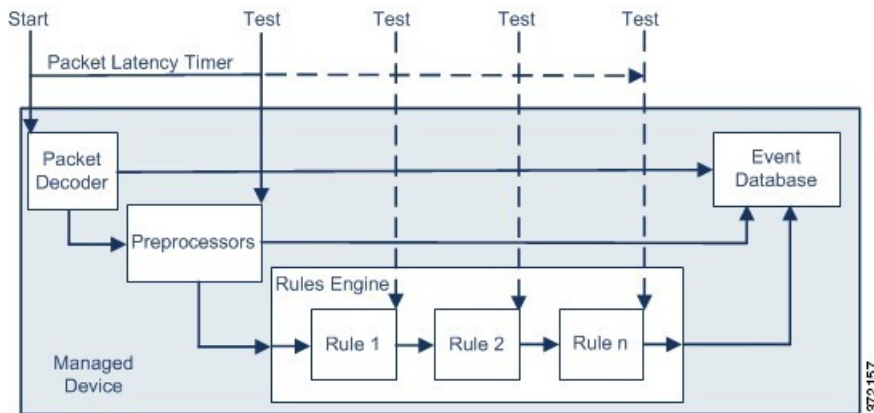 Start
Test
Test
Test
Test
Packet Latency Timer
Packet
Decoder
Event
Database
Preprocessors
Rules Engine
Rule 1
Rule 2
Rule n
Managed
Device
372157